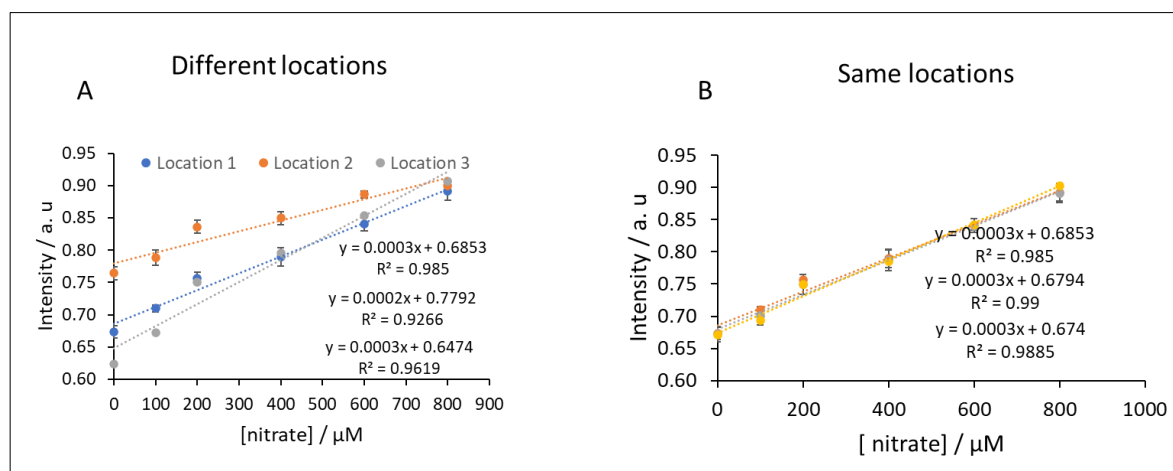 Different locations
A
Location 1 Location 2 Location 3
0.95
0.90
0.85
0.80
0.75
0.70
0.65
0.60
Intensity / a. u
y = 0.0003x + 0.6853
R² = 0.985
y = 0.0002x + 0.7792
R² = 0.9266
y = 0.0003x + 0.6474
R² = 0.9619
0 100 200 300 400 500 600 700 800 900
[nitrate] / μM
Same locations
B
0.95
0.90
0.85
0.80
0.75
0.70
0.65
0.60
Intensity / a. u
y = 0.0003x + 0.6853
R² = 0.985
y = 0.0003x + 0.6794
R² = 0.99
y = 0.0003x + 0.674
R² = 0.9885
0 200 400 600 800 1000
[ nitrate] / μM